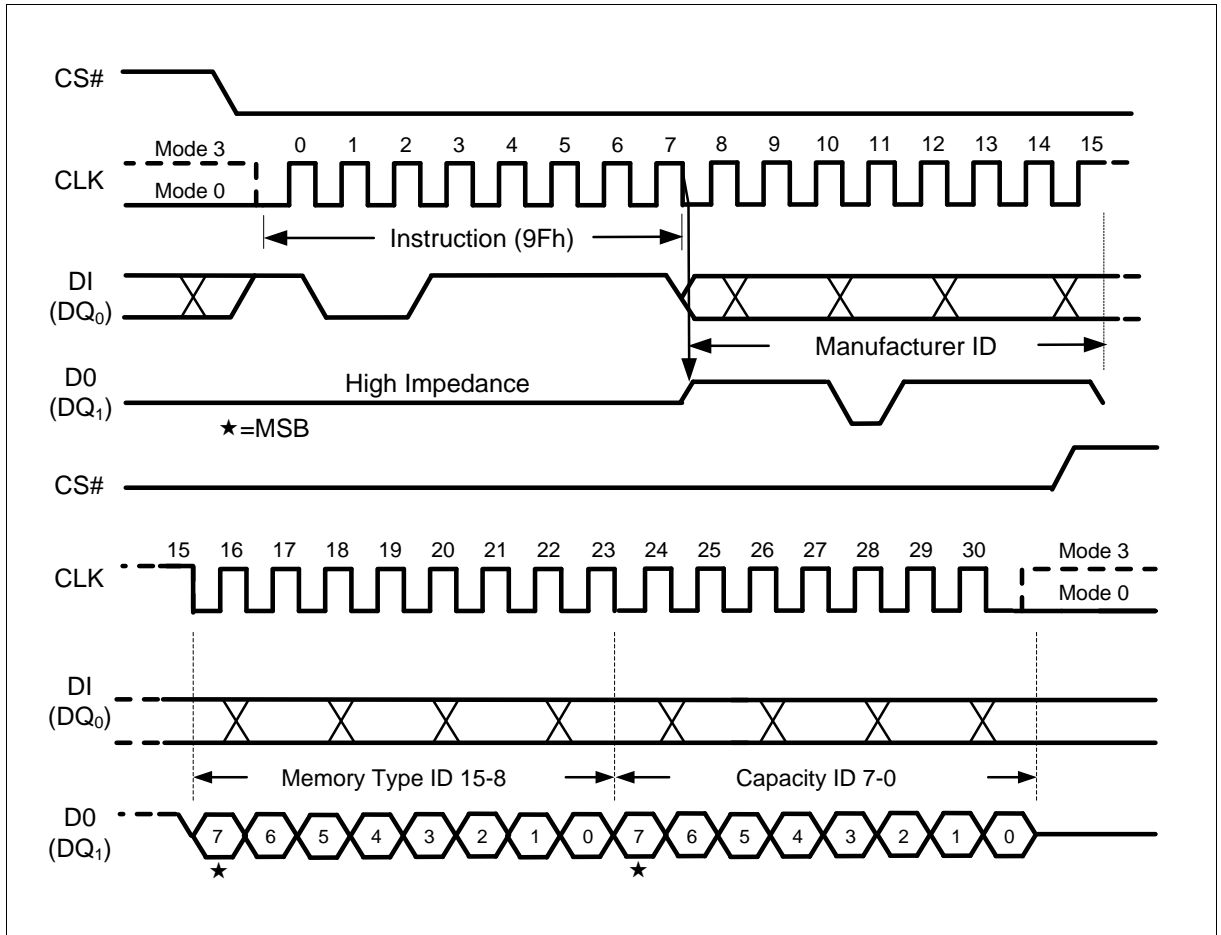 CS#
Mode 3
0 1 2 3 4 5 6 7 8 9 10 11 12 13 14 15
CLK
Mode 0
Instruction (9Fh)
DI
(DQ0)
Manufacturer ID
D0
(DQ1)
High Impedance
★=MSB
CS#
15 16 17 18 19 20 21 22 23 24 25 26 27 28 29 30
Mode 3
CLK
Mode 0
DI
(DQ0)
Memory Type ID 15-8
Capacity ID 7-0
D0
(DQ1)
7 6 5 4 3 2 1 0 7 6 5 4 3 2 1 0
★ ★